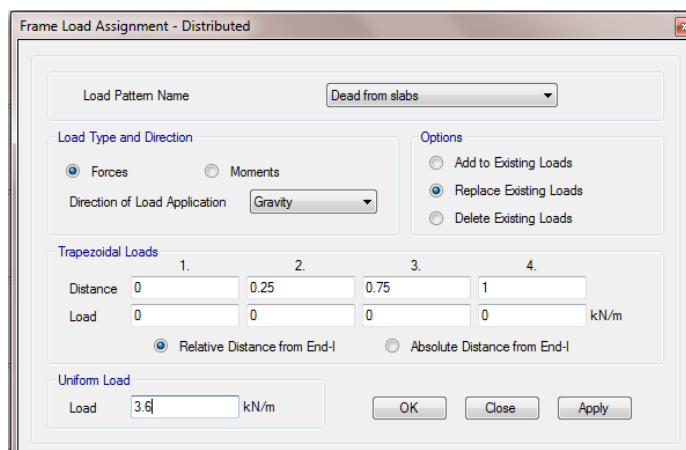 Frame Load Assignment - Distributed
Load Pattern Name Dead from slabs
Load Type and Direction
Forces Moments
Direction of Load Application Gravity
Options
Add to Existing Loads
Replace Existing Loads
Delete Existing Loads
Trapezoidal Loads
1. 2. 3. 4.
Distance 0 0.25 0.75 1
Load 0 0 0 0 kN/m
Relative Distance from End-I Absolute Distance from End-I
Uniform Load
Load 3.6 kN/m
OK Close Apply